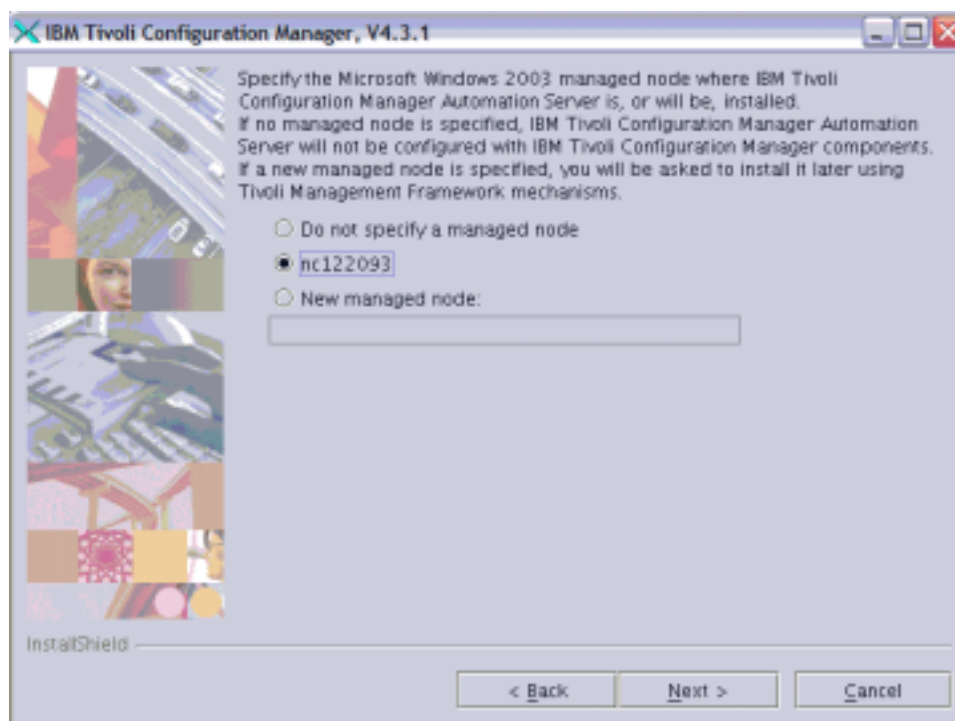 IBM Tivoli Configuration Manager, V4.3.1
Specify the Microsoft Windows 2003 managed node where IBM Tivoli
Configuration Manager Automation Server is, or will be, installed.
If no managed node is specified, IBM Tivoli Configuration Manager Automation
Server will not be configured with IBM Tivoli Configuration Manager components.
If a new managed node is specified, you will be asked to install it later using
Tivoli Management Framework mechanisms.
Do not specify a managed node
nc122093
New managed node:
InstallShield
< Back
Next >
Cancel